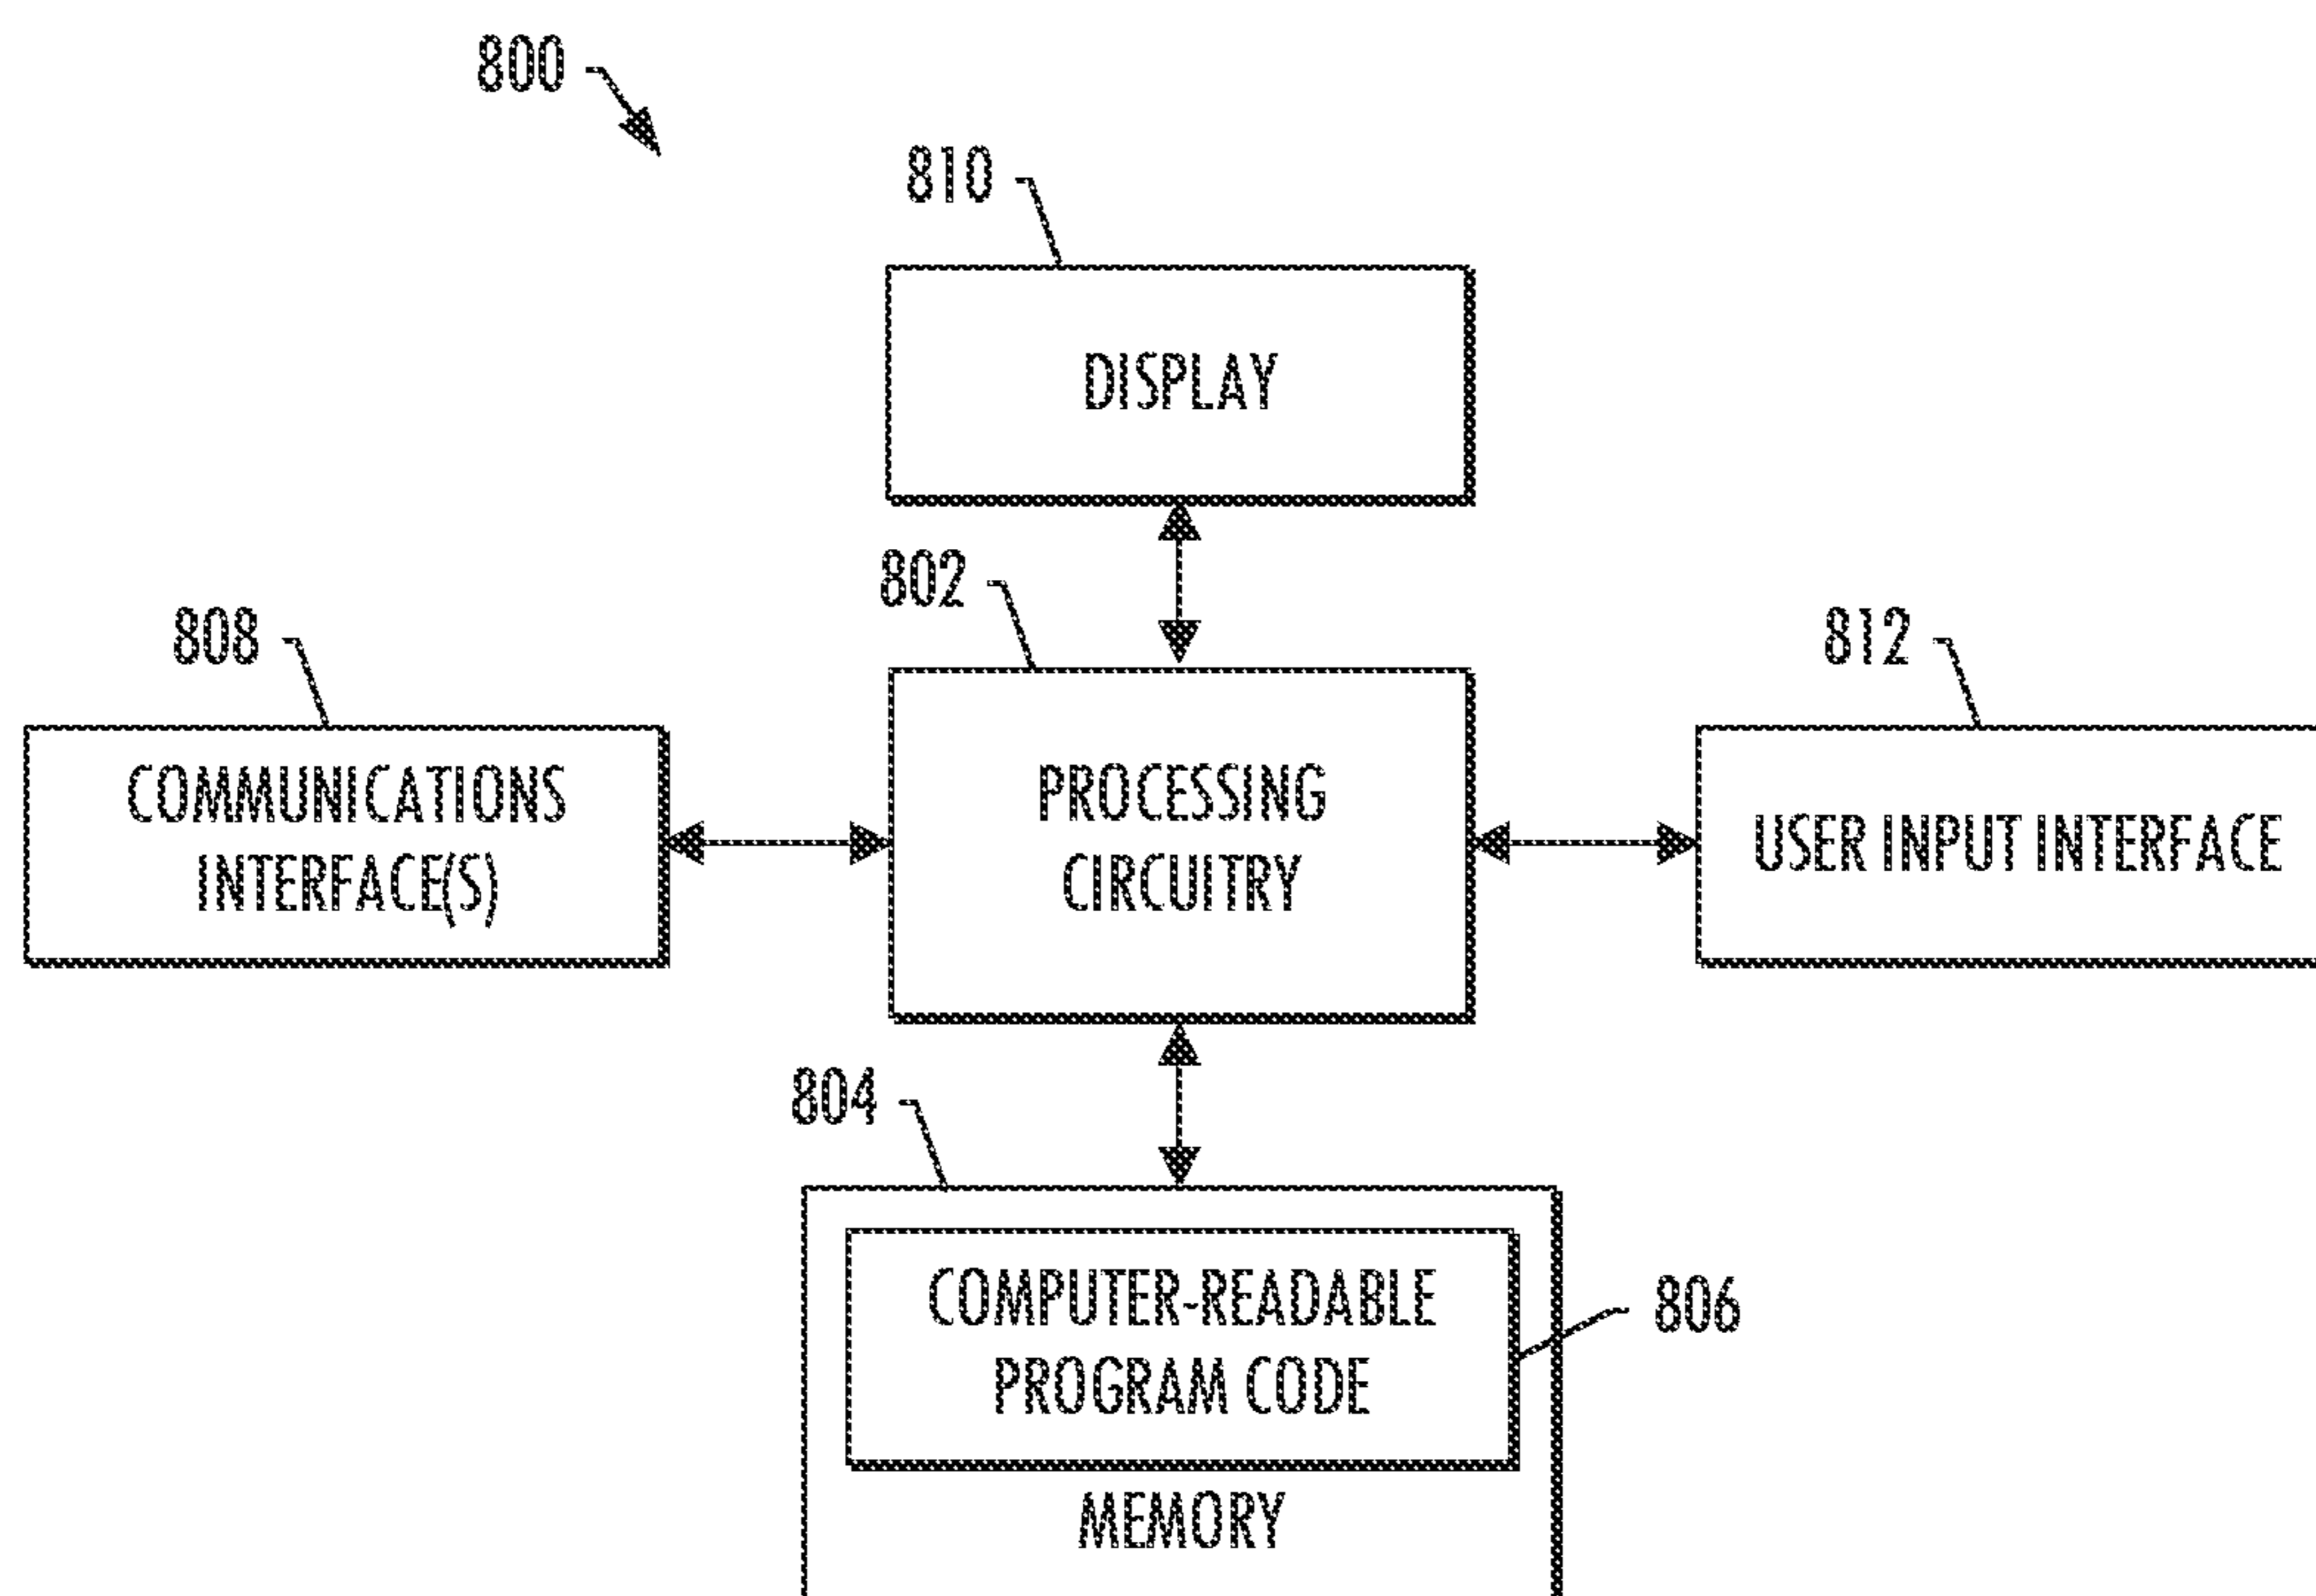 800
810
DISPLAY
802
808
812
COMMUNICATIONS
INTERFACE(S)
PROCESSING
CIRCUITRY
USER INPUT INTERFACE
804
COMPUTER-READABLE
PROGRAM CODE
806
MEMORY